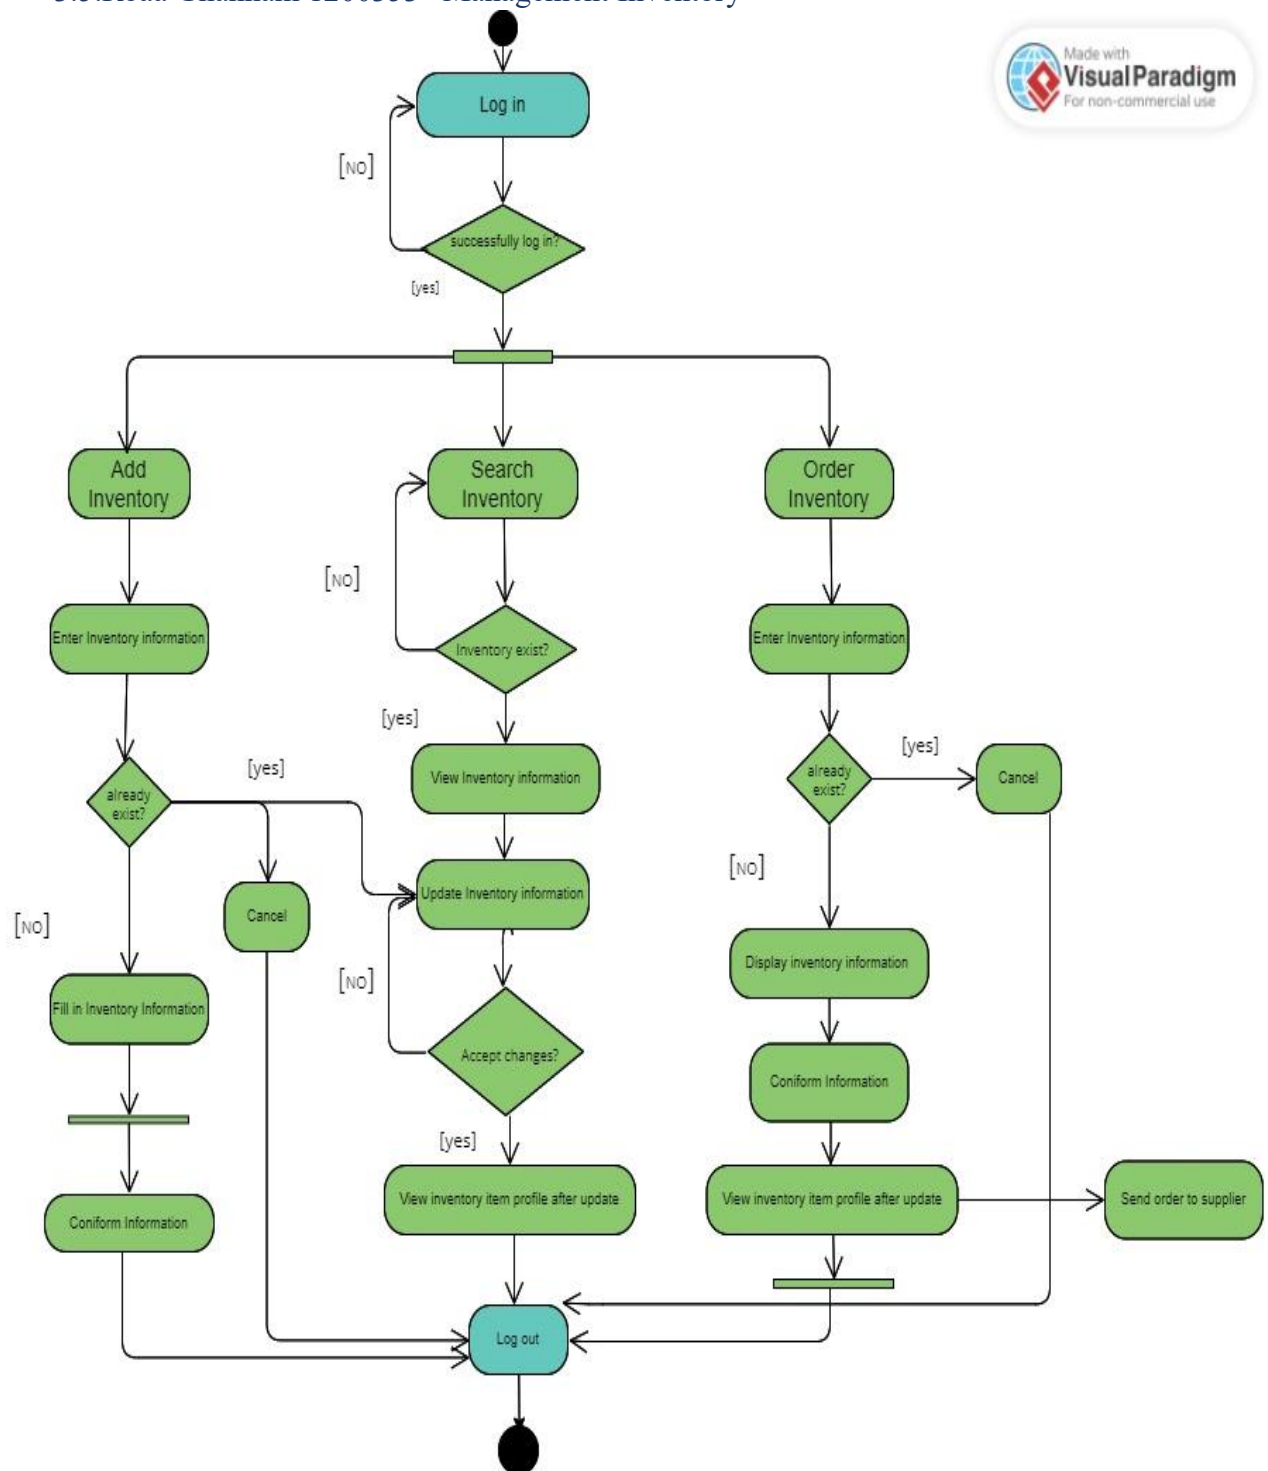 Management Inventory
Made with
Visual Paradigm
For non-commercial use
Log in
[NO]
successfully log in?
[yes]
Add
Inventory
Search
Inventory
Order
Inventory
[NO]
Enter Inventory information
Inventory exist?
Enter Inventory information
[yes]
[yes]
[yes]
already
exist?
View Inventory information
already
exist?
Cancel
[NO]
Cancel
Update Inventory information
[NO]
Display inventory information
[NO]
Fill in Inventory Information
Accept changes?
Coniform Information
[yes]
View inventory item profile after update
View inventory item profile after update
Send order to supplier
Coniform Information
Log out